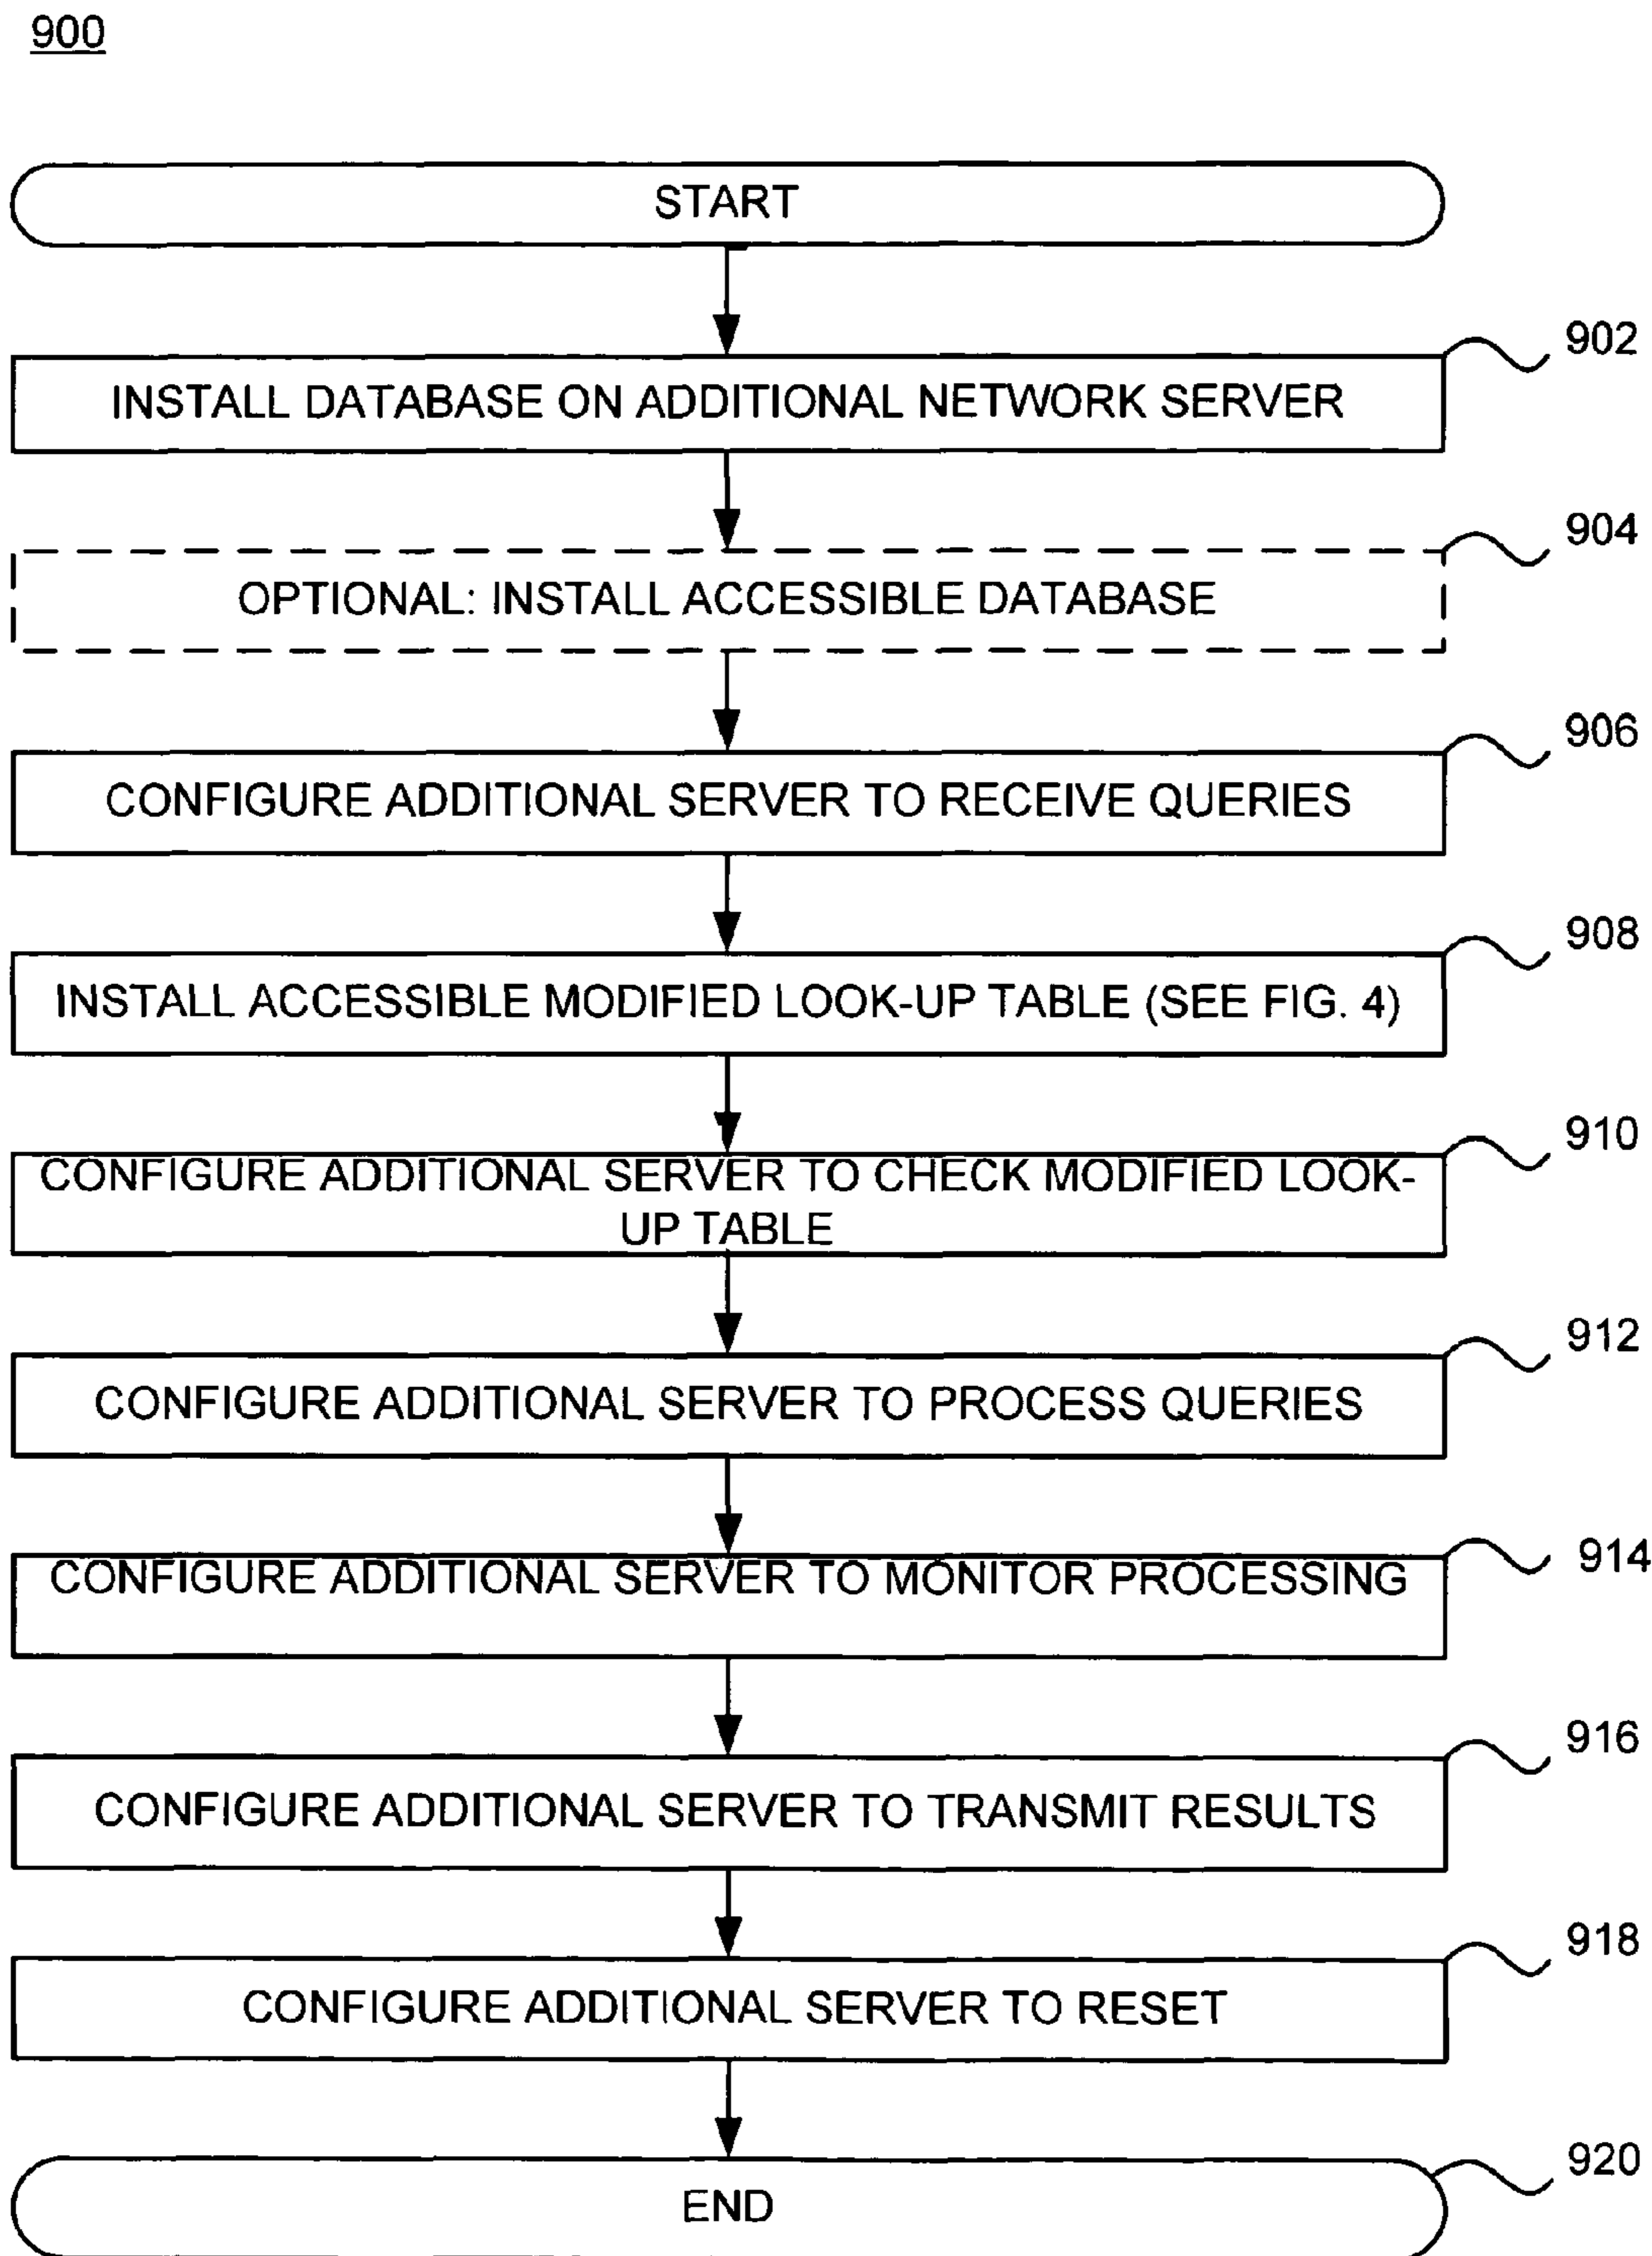 900
START
902
INSTALL DATABASE ON ADDITIONAL NETWORK SERVER
904
OPTIONAL: INSTALL ACCESSIBLE DATABASE
906
CONFIGURE ADDITIONAL SERVER TO RECEIVE QUERIES
908
INSTALL ACCESSIBLE MODIFIED LOOK-UP TABLE (SEE FIG. 4)
910
CONFIGURE ADDITIONAL SERVER TO CHECK MODIFIED LOOK-
UP TABLE
912
CONFIGURE ADDITIONAL SERVER TO PROCESS QUERIES
914
CONFIGURE ADDITIONAL SERVER TO MONITOR PROCESSING
916
CONFIGURE ADDITIONAL SERVER TO TRANSMIT RESULTS
918
CONFIGURE ADDITIONAL SERVER TO RESET
920
END